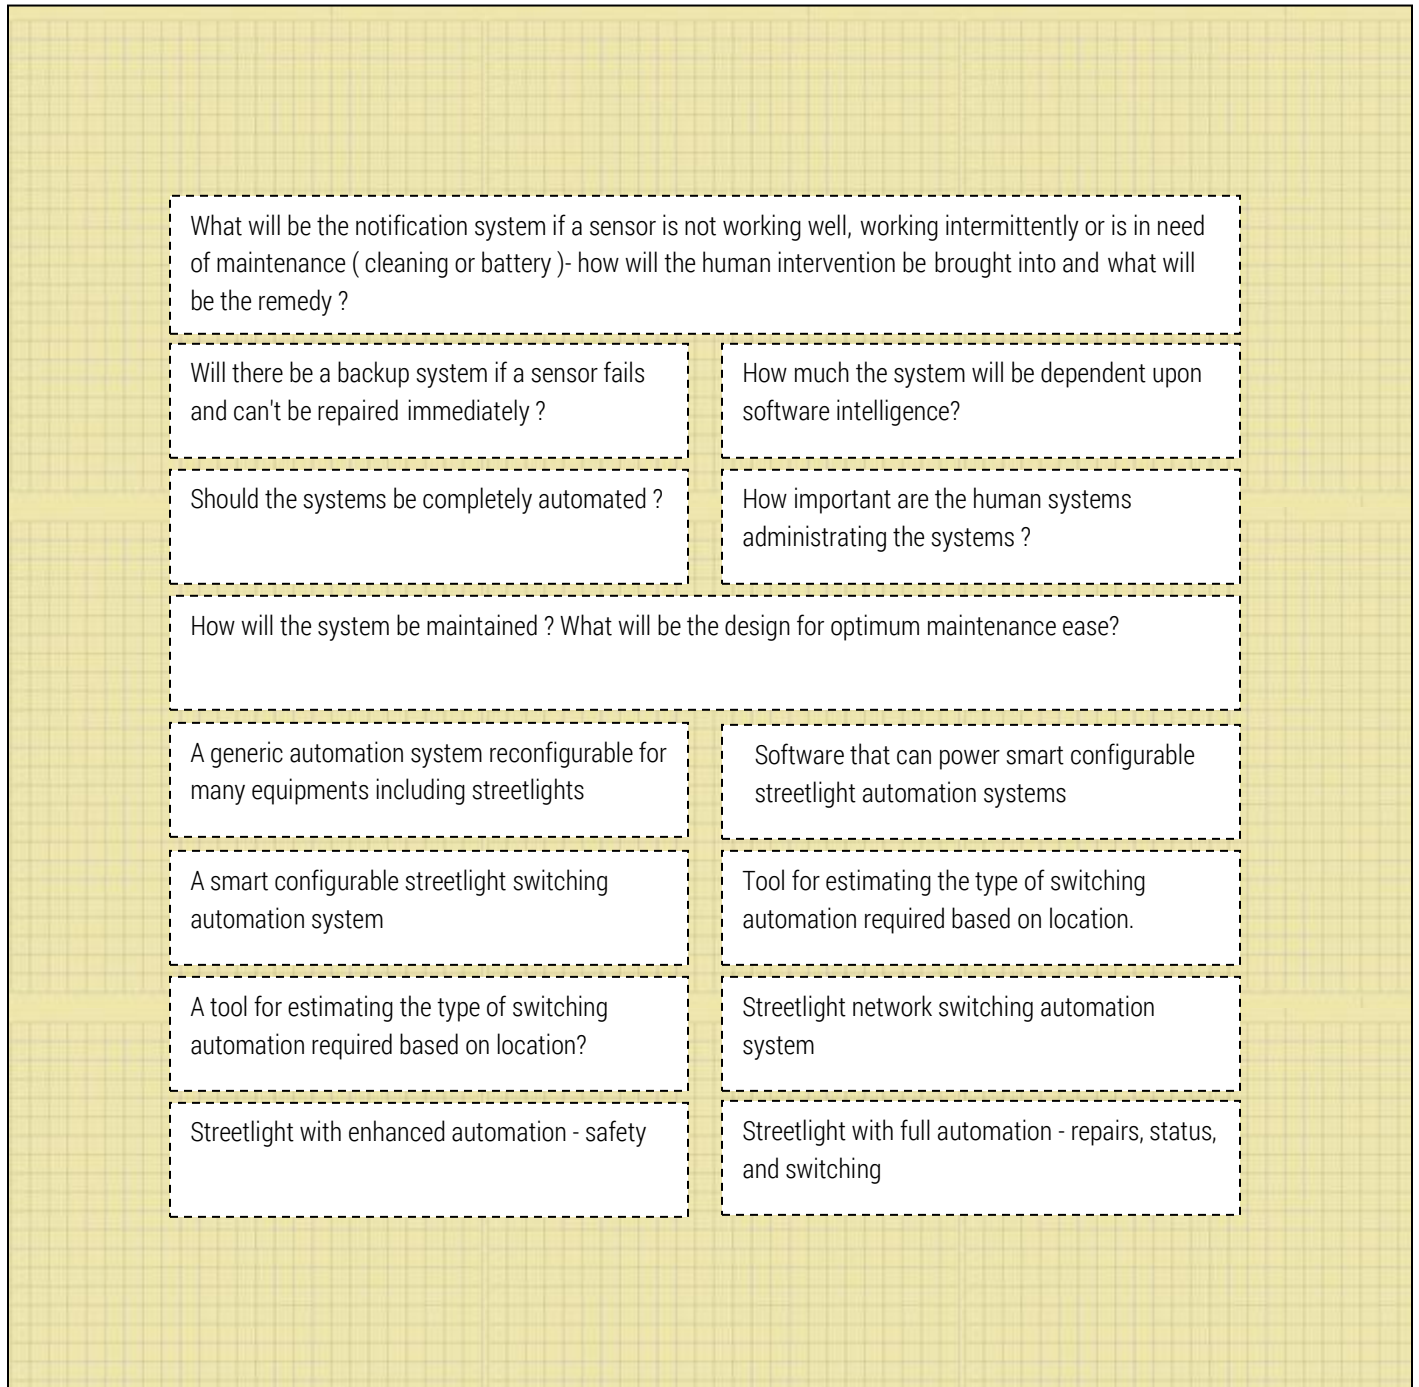 What will be the notification system if a sensor is not working well, working intermittently or is in need
of maintenance ( cleaning or battery )- how will the human intervention be brought into and what will
be the remedy ?
Will there be a backup system if a sensor fails
and can't be repaired immediately ?
How much the system will be dependent upon
software intelligence?
Should the systems be completely automated ?
How important are the human systems
administrating the systems ?
How will the system be maintained ? What will be the design for optimum maintenance ease?
A generic automation system reconfigurable for
many equipments including streetlights
Software that can power smart configurable
streetlight automation systems
A smart configurable streetlight switching
automation system
Tool for estimating the type of switching
automation required based on location.
A tool for estimating the type of switching
automation required based on location?
Streetlight network switching automation
system
Streetlight with enhanced automation - safety
Streetlight with full automation - repairs, status,
and switching